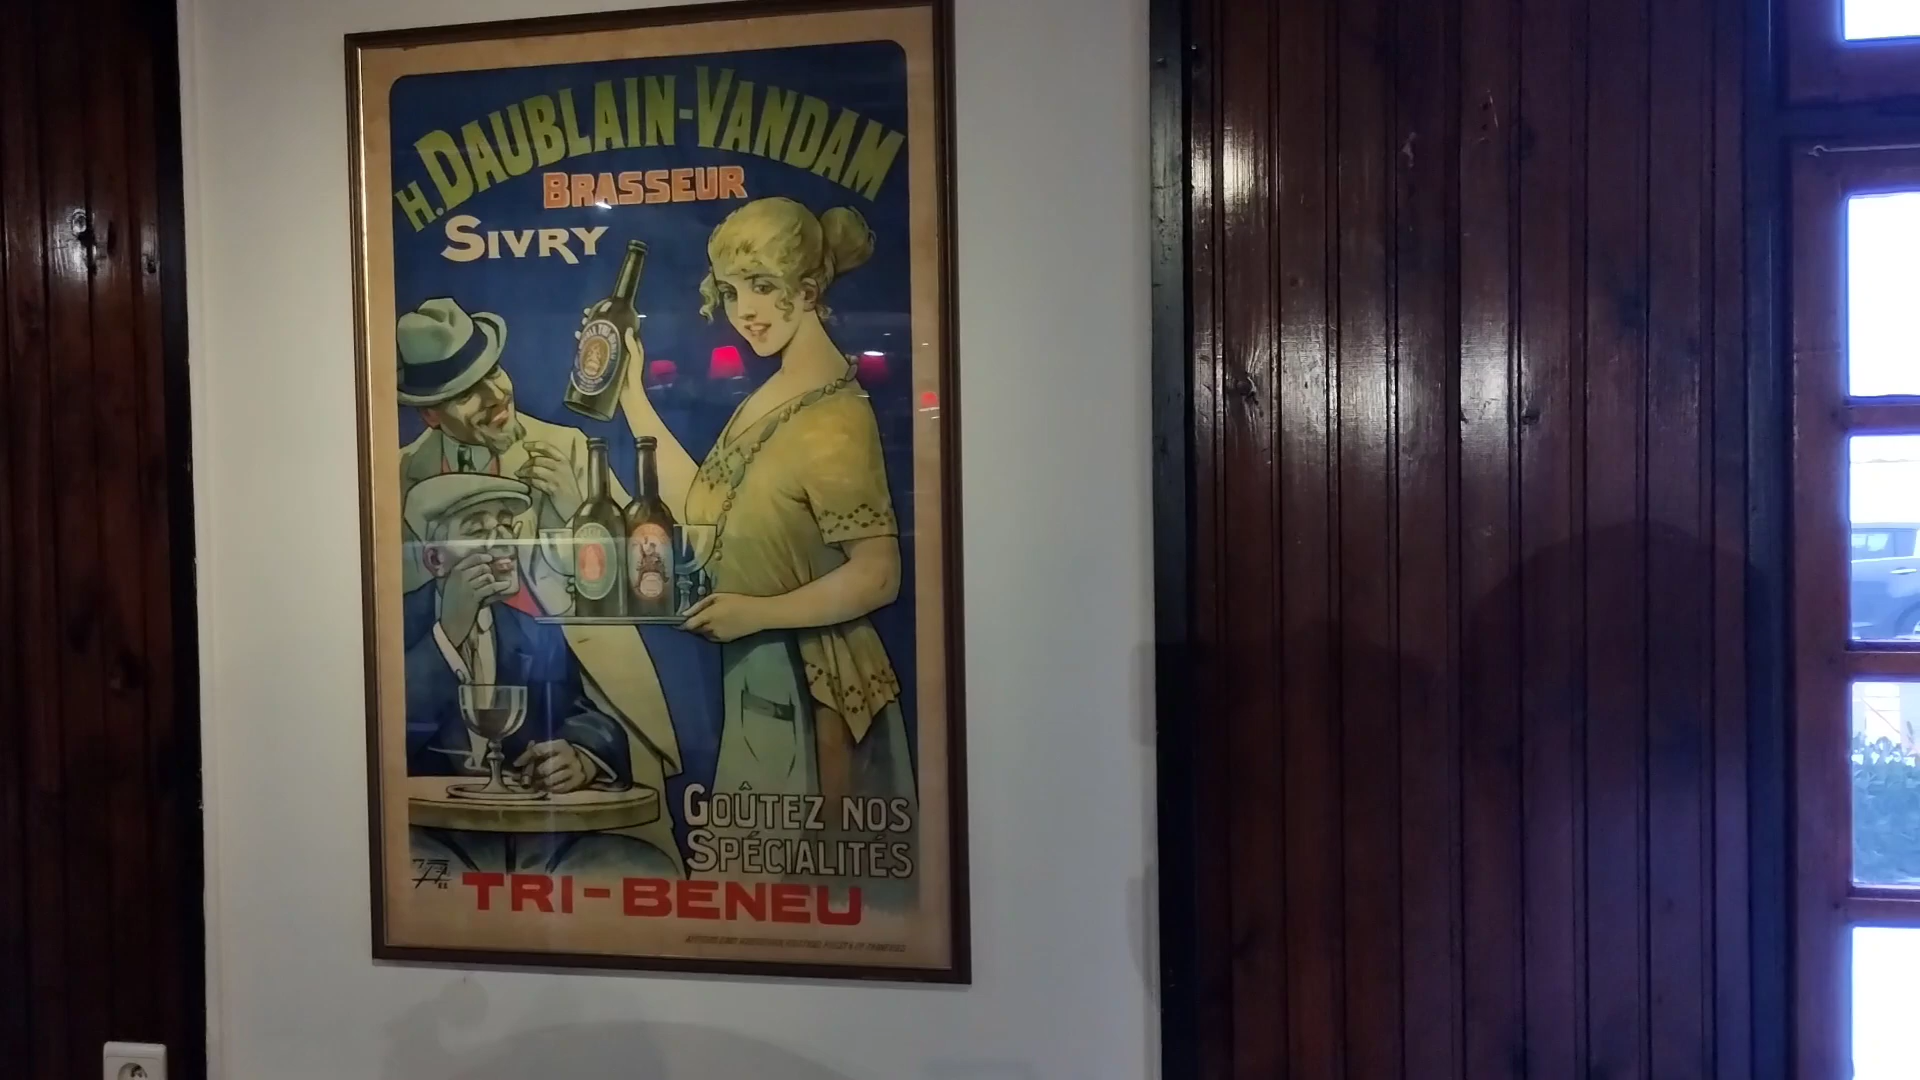 H. DAUBLAIN-VANDAM
BRASSEUR
SIVRY
GOÛTEZ NOS
SPÉCIALITÉS
TRI-BENEU